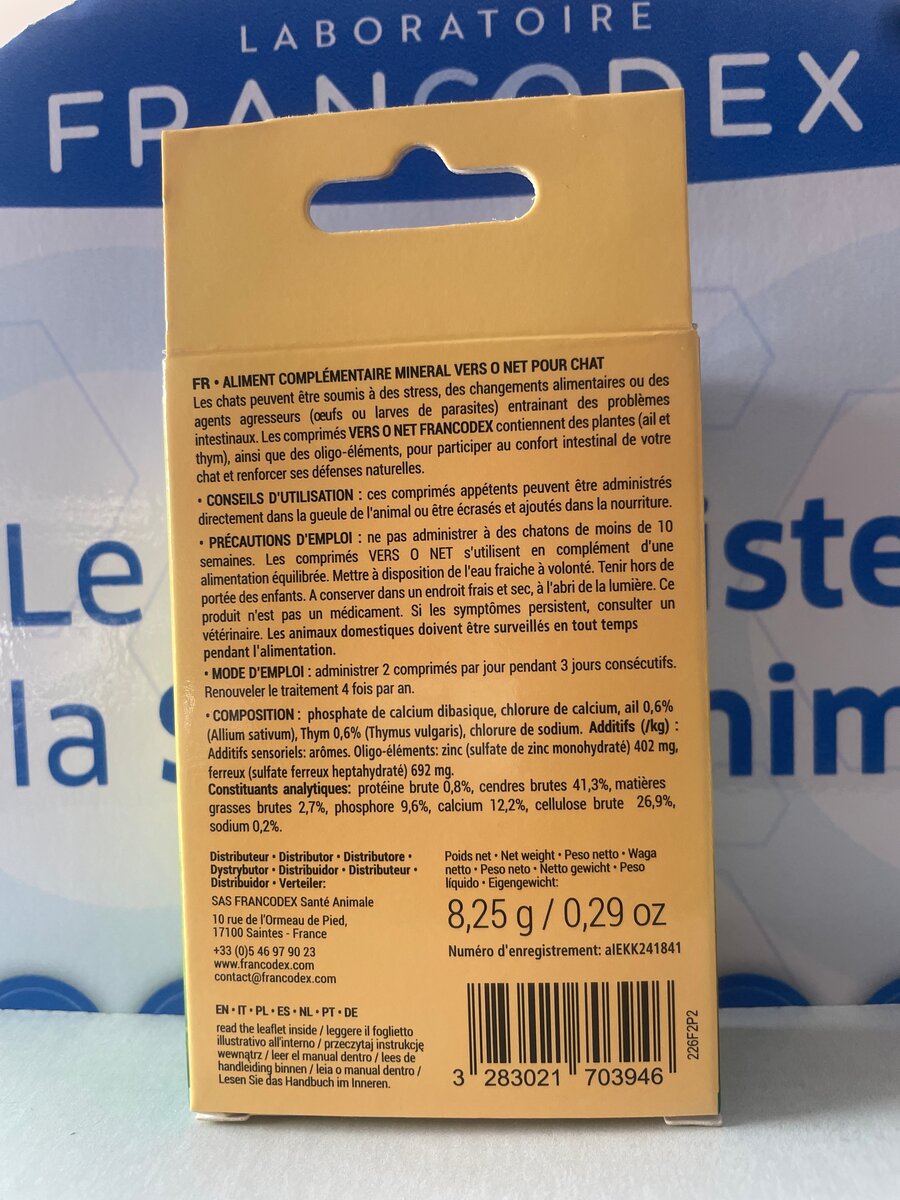 LABORATOIRE
FRANCODEX
Le
iste
la
nim
FR • ALIMENT COMPLÉMENTAIRE MINERAL VERS O NET POUR CHAT
Les chats peuvent être soumis à des stress, des changements alimentaires ou des
agents agresseurs (œufs ou larves de parasites) entrainant des problèmes
intestinaux. Les comprimés VERS O NET FRANCODEX contiennent des plantes (ail et
thym), ainsi que des oligo-éléments, pour participer au confort intestinal de votre
chat et renforcer ses défenses naturelles.
• CONSEILS D'UTILISATION : ces comprimés appétents peuvent être administrés
directement dans la gueule de l'animal ou être écrasés et ajoutés dans la nourriture.
• PRÉCAUTIONS D'EMPLOI : ne pas administrer à des chatons de moins de 10
semaines. Les comprimés VERS O NET s'utilisent en complément d'une
alimentation équilibrée. Mettre à disposition de l'eau fraiche à volonté. Tenir hors de
portée des enfants. A conserver dans un endroit frais et sec, à l'abri de la lumière. Ce
produit n'est pas un médicament. Si les symptômes persistent, consulter un
vétérinaire. Les animaux domestiques doivent être surveillés en tout temps
pendant l'alimentation.
• MODE D'EMPLOI : administrer 2 comprimés par jour pendant 3 jours consécutifs.
Renouveler le traitement 4 fois par an.
• COMPOSITION : phosphate de calcium dibasique, chlorure de calcium, ail 0,6%
(Allium sativum), Thym 0,6% (Thymus vulgaris), chlorure de sodium. Additifs (/kg) :
Additifs sensoriels: arômes. Oligo-éléments: zinc (sulfate de zinc monohydraté) 402 mg,
ferreux (sulfate ferreux heptahydraté) 692 mg.
Constituants analytiques: protéine brute 0,8%, cendres brutes 41,3%, matières
grasses brutes 2,7%, phosphore 9,6%, calcium 12,2%, cellulose brute 26,9%,
sodium 0,2%.
Distributeur • Distributor • Distributore •
Dystrybutor • Distribuidor • Distributeur •
Distribuidor • Verteiler:
SAS FRANCODEX Santé Animale
10 rue de l'Ormeau de Pied,
17100 Saintes - France
+33 (0)5 46 97 90 23
www.francodex.com
contact@francodex.com
Poids net • Net weight • Peso netto • Waga
netto • Peso neto • Netto gewicht • Peso
líquido • Eigengewicht:
8,25 g / 0,29 oz
Numéro d'enregistrement: alEKK241841
EN • IT • PL • ES • NL • PT • DE
read the leaflet inside / leggere il foglietto
illustrativo all'interno / przeczytaj instrukcję
wewnątrz / leer el manual dentro / lees de
handleiding binnen / leia o manual dentro /
Lesen Sie das Handbuch im Inneren.
3 283021 703946
226F2P2